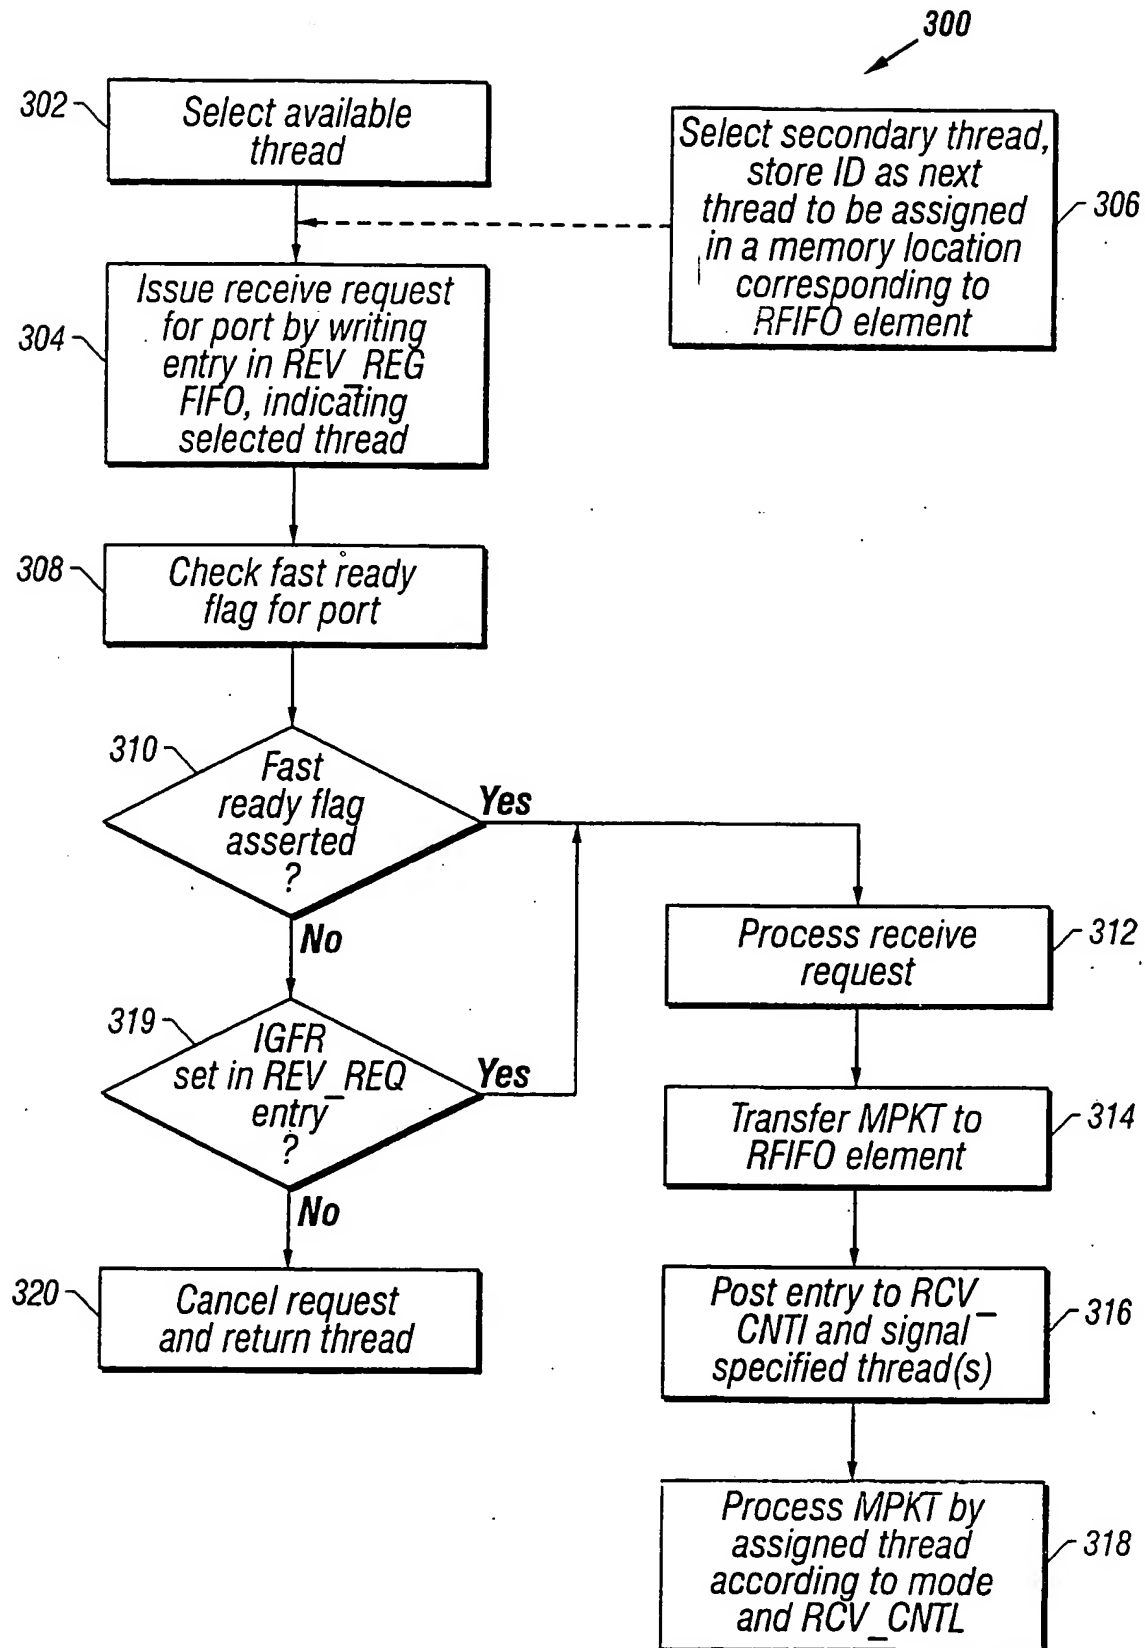 300
302
Select available
thread
Select secondary thread,
store ID as next
thread to be assigned
in a memory location
corresponding to
RFIFO element
306
304
Issue receive request
for port by writing
entry in REV_REG
FIFO, indicating
selected thread
308
Check fast ready
flag for port
310
Fast
ready flag
asserted
?
Yes
No
312
Process receive
request
319
IGFR
set in REV_REQ
entry
?
Yes
No
314
Transfer MPKT to
RFIFO element
320
Cancel request
and return thread
316
Post entry to RCV_
CNTI and signal
specified thread(s)
318
Process MPKT by
assigned thread
according to mode
and RCV_CNTL